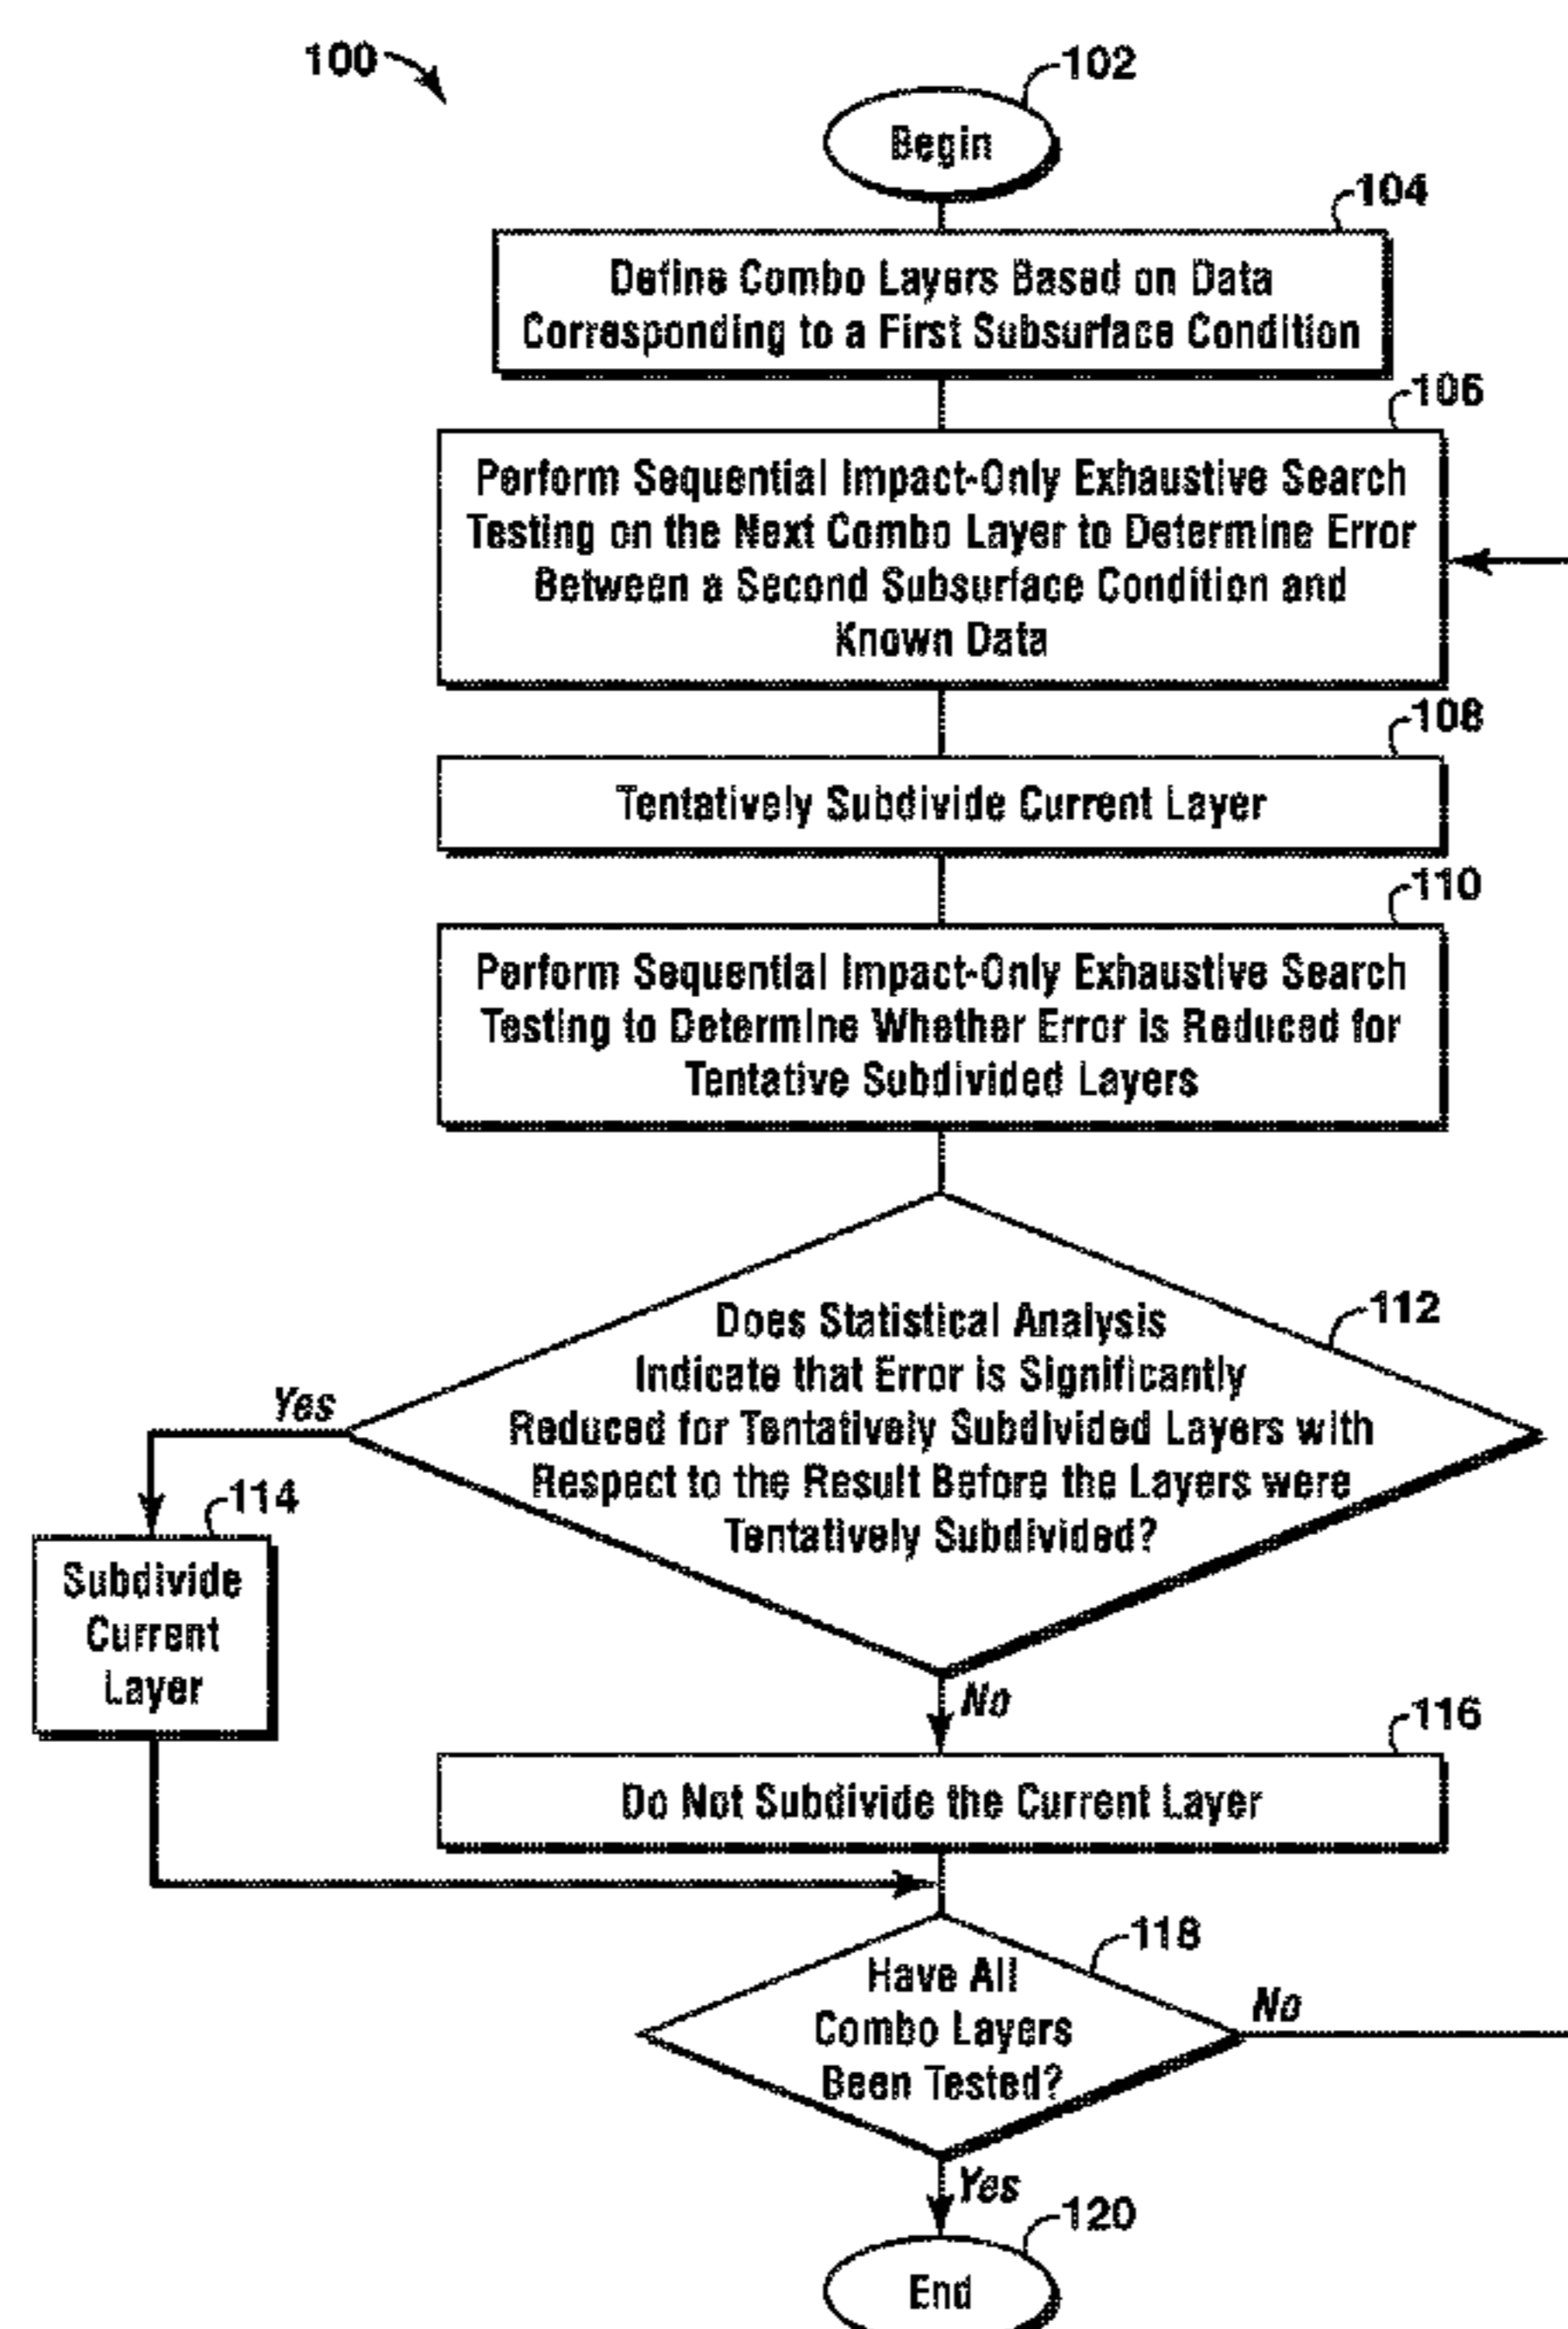 100
102
Begin
104
Define Combo Layers Based on Data
Corresponding to a First Subsurface Condition
106
Perform Sequential Impact-Only Exhaustive Search
Testing on the Next Combo Layer to Determine Error
Between a Second Subsurface Condition and
Known Data
108
Tentatively Subdivide Current Layer
110
Perform Sequential Impact-Only Exhaustive Search
Testing to Determine Whether Error is Reduced for
Tentative Subdivided Layers
112
Does Statistical Analysis
Indicate that Error is Significantly
Reduced for Tentatively Subdivided Layers with
Respect to the Result Before the Layers were
Tentatively Subdivided?
Yes
114
Subdivide
Current
Layer
No
116
Do Not Subdivide the Current Layer
118
Have All
Combo Layers
Been Tested?
No
Yes
120
End